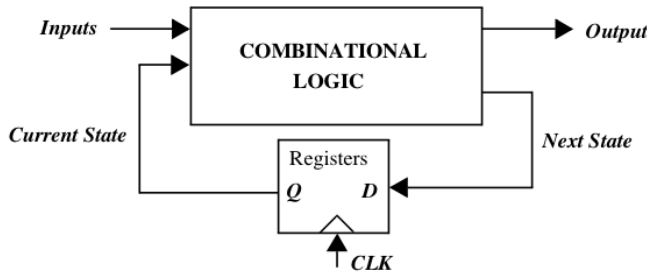 Inputs
COMBINATIONAL
LOGIC
Output
Current State
Next State
Registers
Q D
CLK